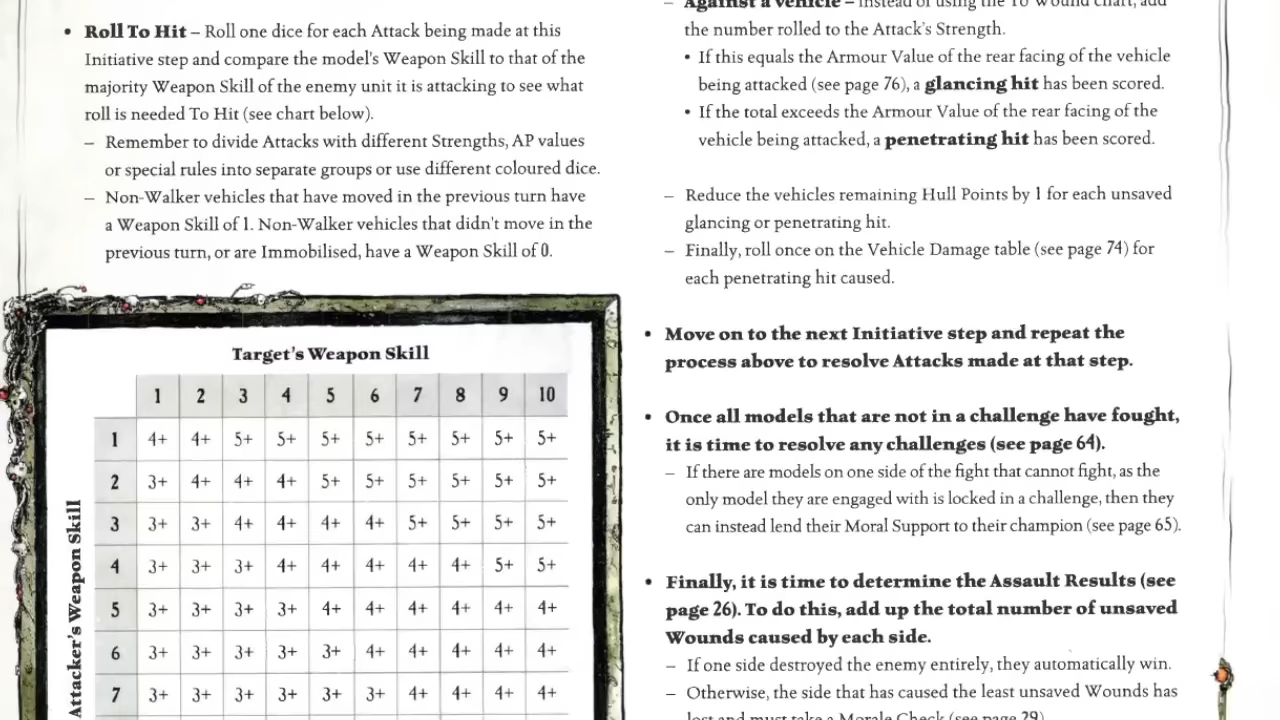 • Roll To Hit – Roll one dice for each Attack being made at this
Initiative step and compare the model's Weapon Skill to that of the
majority Weapon Skill of the enemy unit it is attacking to see what
roll is needed To Hit (see chart below).
– Remember to divide Attacks with different Strengths, AP values
or special rules into separate groups or use different coloured dice.
– Non-Walker vehicles that have moved in the previous turn have
a Weapon Skill of 1. Non-Walker vehicles that didn't move in the
previous turn, or are Immobilised, have a Weapon Skill of 0.
Target's Weapon Skill
1 2 3 4 5 6 7 8 9 10
Attacker's Weapon Skill
1 4+ 4+ 5+ 5+ 5+ 5+ 5+ 5+ 5+ 5+
2 3+ 4+ 4+ 4+ 5+ 5+ 5+ 5+ 5+ 5+
3 3+ 3+ 4+ 4+ 4+ 4+ 5+ 5+ 5+ 5+
4 3+ 3+ 3+ 4+ 4+ 4+ 4+ 4+ 5+ 5+
5 3+ 3+ 3+ 3+ 4+ 4+ 4+ 4+ 4+ 4+
6 3+ 3+ 3+ 3+ 3+ 4+ 4+ 4+ 4+ 4+
7 3+ 3+ 3+ 3+ 3+ 3+ 4+ 4+ 4+ 4+
– Against a vehicle – instead of using the To Wound chart, add
the number rolled to the Attack's Strength.
• If this equals the Armour Value of the rear facing of the vehicle
being attacked (see page 76), a glancing hit has been scored.
• If the total exceeds the Armour Value of the rear facing of the
vehicle being attacked, a penetrating hit has been scored.
– Reduce the vehicles remaining Hull Points by 1 for each unsaved
glancing or penetrating hit.
– Finally, roll once on the Vehicle Damage table (see page 74) for
each penetrating hit caused.
• Move on to the next Initiative step and repeat the
process above to resolve Attacks made at that step.
• Once all models that are not in a challenge have fought,
it is time to resolve any challenges (see page 64).
– If there are models on one side of the fight that cannot fight, as the
only model they are engaged with is locked in a challenge, then they
can instead lend their Moral Support to their champion (see page 65).
• Finally, it is time to determine the Assault Results (see
page 26). To do this, add up the total number of unsaved
Wounds caused by each side.
– If one side destroyed the enemy entirely, they automatically win.
– Otherwise, the side that has caused the least unsaved Wounds has
lost and must take a Morale Check (see page 29)